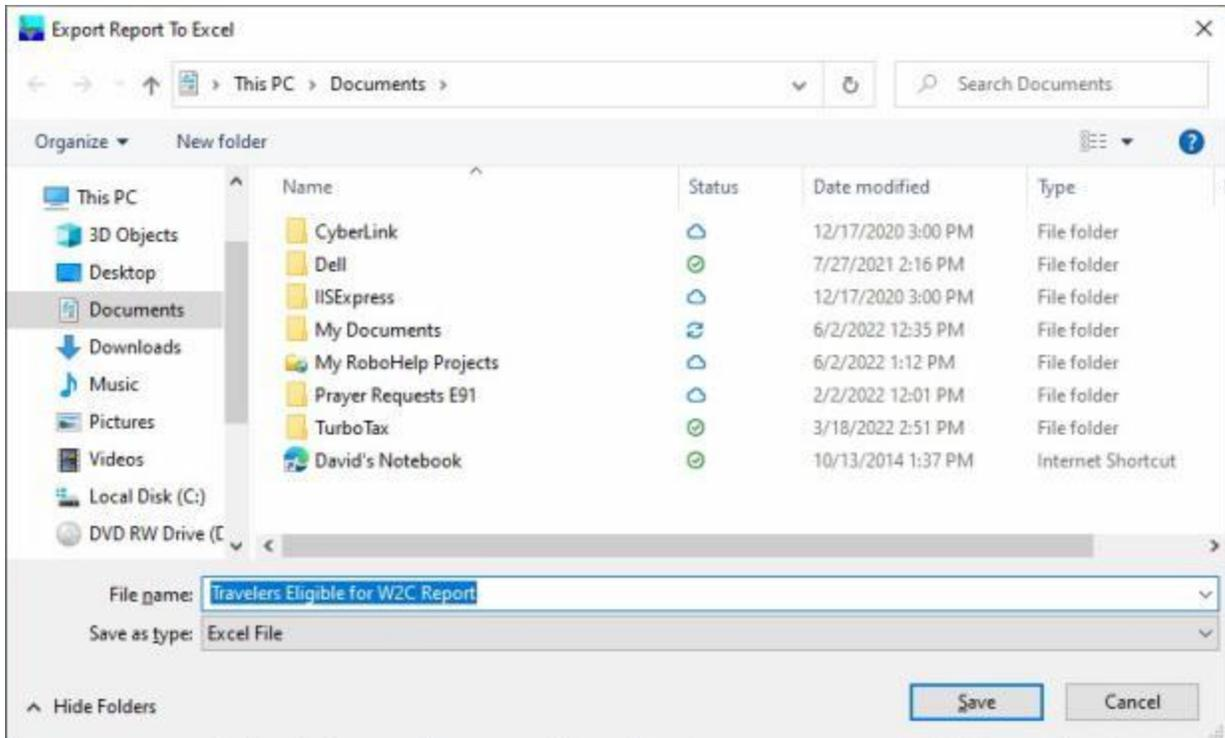 Export Report To Excel
This PC > Documents >
Search Documents
Organize
New folder
This PC
3D Objects
Desktop
Documents
Downloads
Music
Pictures
Videos
Local Disk (C:)
DVD RW Drive (D
Name Status Date modified Type
CyberLink 12/17/2020 3:00 PM File folder
Dell 7/27/2021 2:16 PM File folder
IISExpress 12/17/2020 3:00 PM File folder
My Documents 6/2/2022 12:35 PM File folder
My RoboHelp Projects 6/2/2022 1:12 PM File folder
Prayer Requests E91 2/2/2022 12:01 PM File folder
TurboTax 3/18/2022 2:51 PM File folder
David's Notebook 10/13/2014 1:37 PM Internet Shortcut
File name: Travelers Eligible for W2C Report
Save as type: Excel File
Hide Folders
Save
Cancel